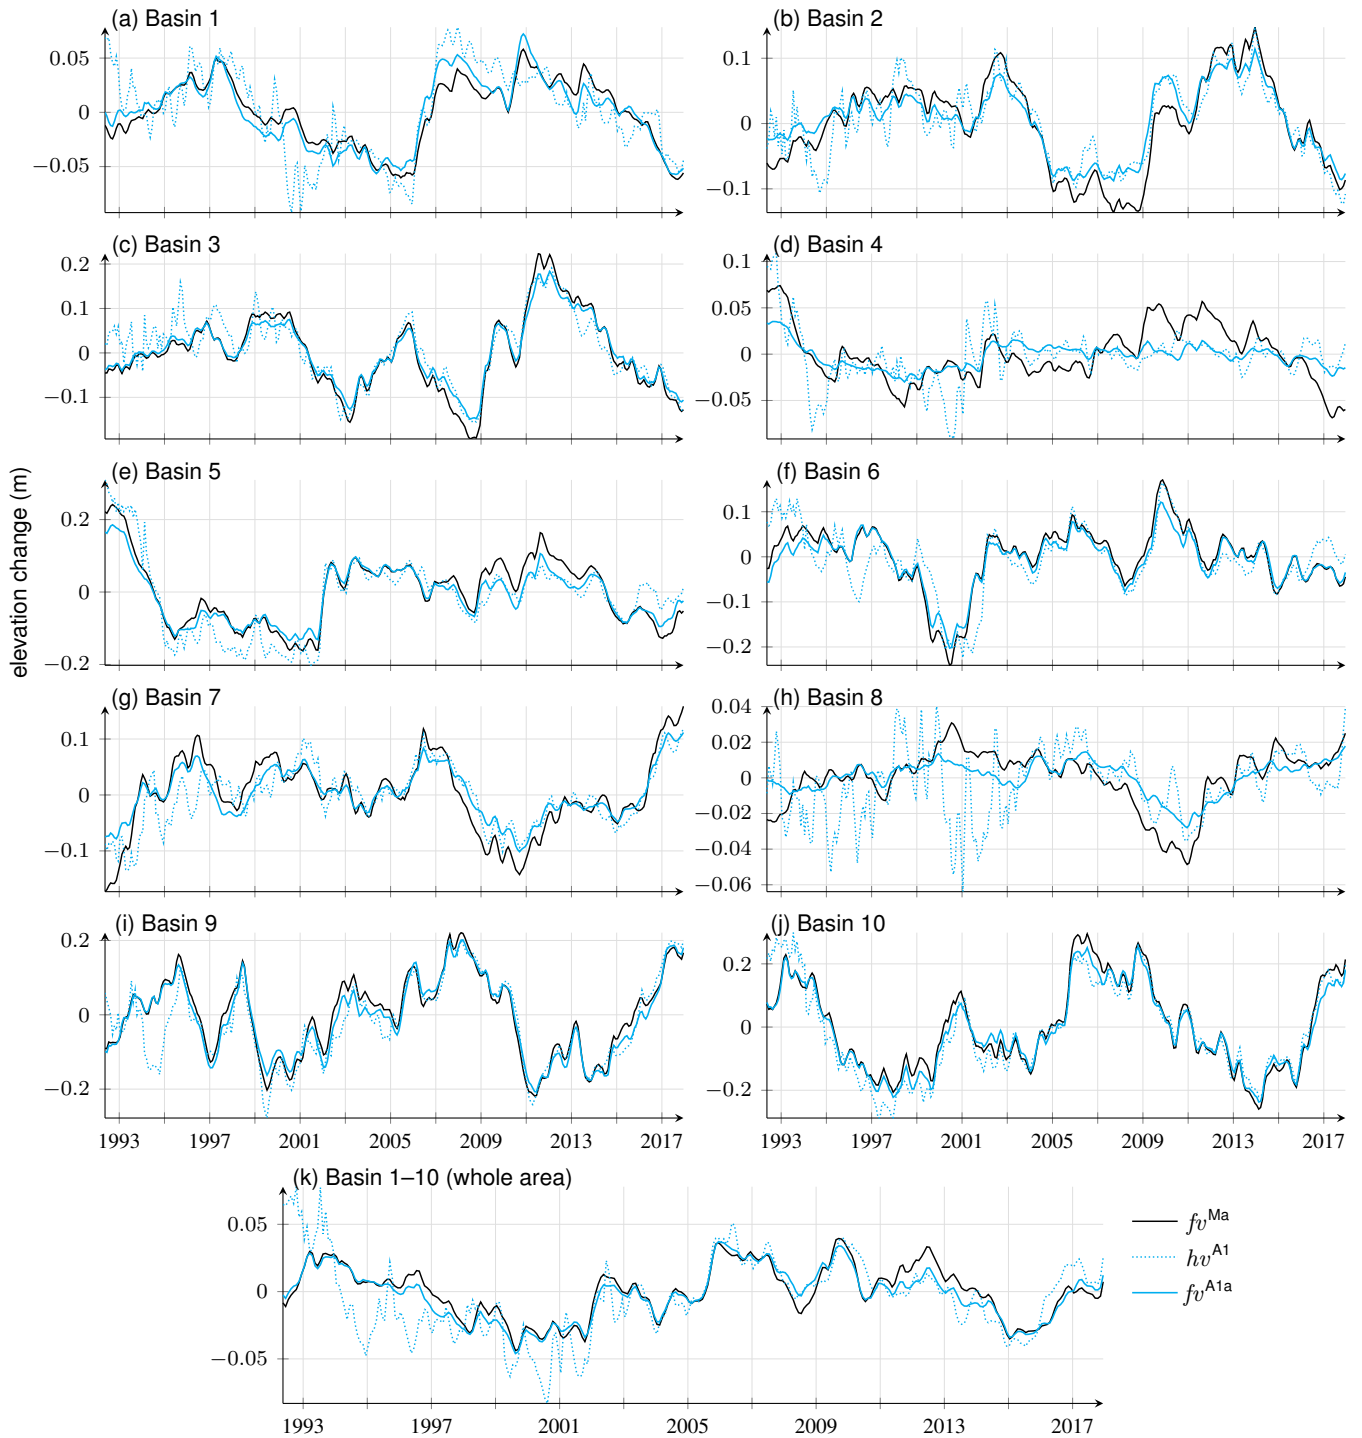 (a) Basin 1
0.05
0
−0.05
(b) Basin 2
0.1
0
−0.1
(c) Basin 3
0.2
0.1
0
−0.1
(d) Basin 4
0.1
0.05
0
−0.05
elevation change (m)
(e) Basin 5
0.2
0
−0.2
(f) Basin 6
0.1
0
−0.1
−0.2
(g) Basin 7
0.1
0
−0.1
(h) Basin 8
0.04
0.02
0
−0.02
−0.04
−0.06
(i) Basin 9
0.2
0
−0.2
1993 1997 2001 2005 2009 2013 2017
(j) Basin 10
0.2
0
−0.2
1993 1997 2001 2005 2009 2013 2017
(k) Basin 1–10 (whole area)
0.05
0
−0.05
1993 1997 2001 2005 2009 2013 2017
fv^Ma
hv^A1
fv^A1a